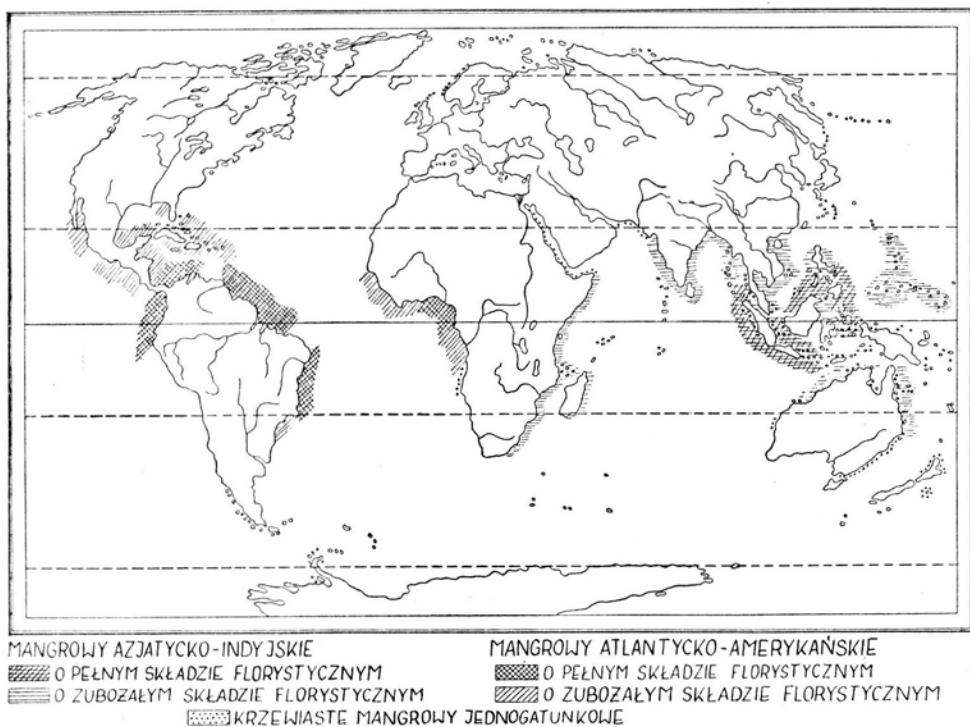 MANGROWY AZJATYCKO-INDYJSKIE
O PEŁNYM SKŁADZIE FLORYSTYCZNYM
O ZUBOŻAŁYM SKŁADZIE FLORYSTYCZNYM
MANGROWY ATLANTYCKO-AMERYKAŃSKIE
O PEŁNYM SKŁADZIE FLORYSTYCZNYM
O ZUBOŻAŁYM SKŁADZIE FLORYSTYCZNYM
KRZEWIASTE MANGROWY JEDNOGATUNKOWE